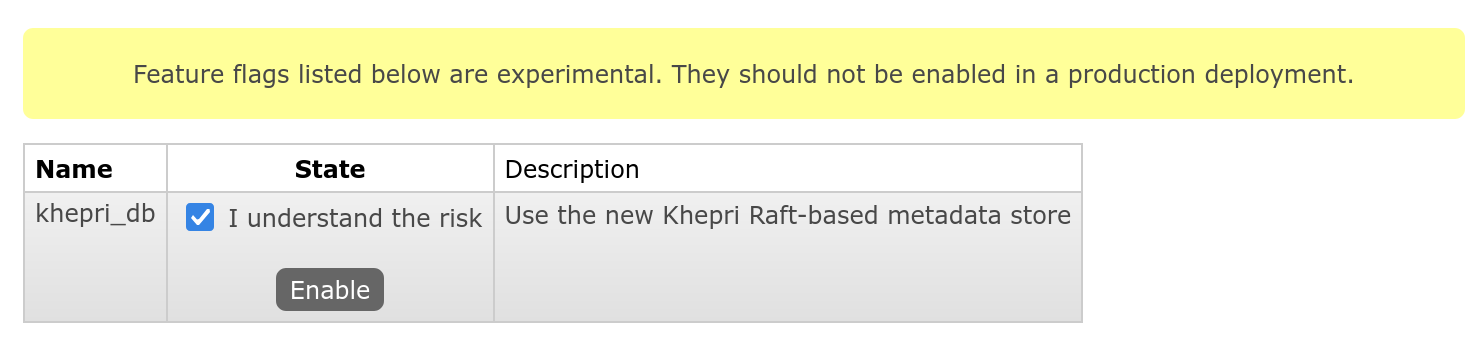 Feature flags listed below are experimental. They should not be enabled in a production deployment.
Name State Description
khepri_db I understand the risk Use the new Khepri Raft-based metadata store
Enable